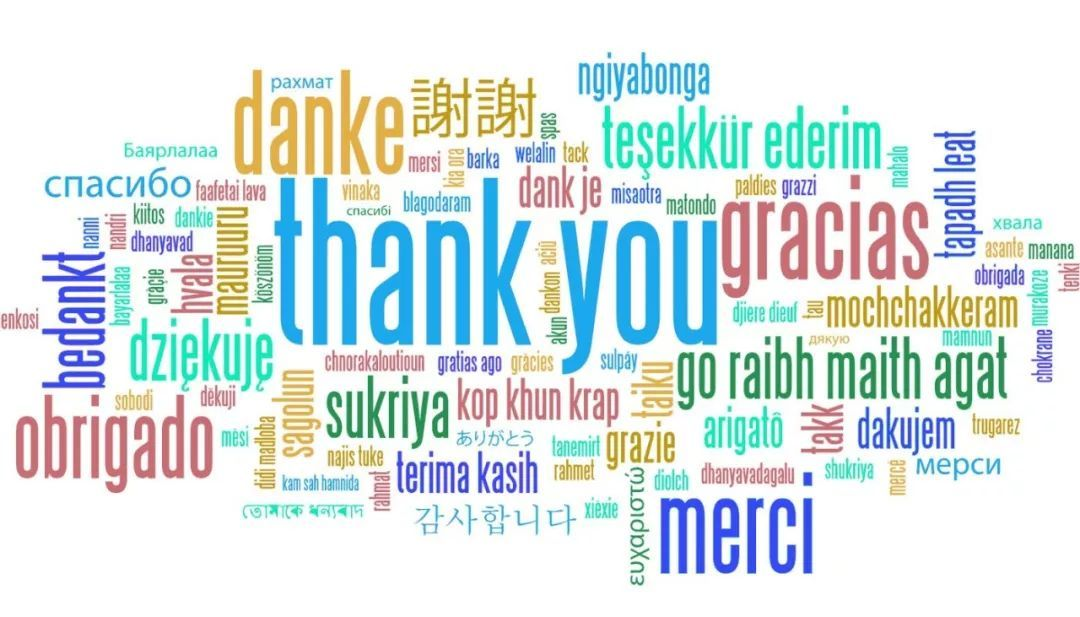 ngiyabonga
рахмат
danke
謝謝
spas
teşekkür ederim
tapadh leat
Баярлалаа
mersi
kia ora
barka
welalin
tack
mahalo
спасибо
faafetai lava
vinaka
dank je
misaotra
paldies
grazzi
thank you
gracias
спасибі
blagodaram
matondo
nanni
nandri
kiitos
dankie
mauruuru
хвала
dhanyavad
köszönöm
aciū
asante
manana
bedankt
bayarlalaa
gračie
hvala
dankon
obrigada
tenki
murakoze
enkosi
akun
djiere dieuf
tau
mochchakkeram
dziękuję
chnorakaloutioun
gratias ago
gràcies
sulpáy
дякую
mamnun
chokrane
go raibh maith agat
sobodi
děkuji
sagolun
sukriya
kop khun krap
taiku
obrigado
mèsi
didi madloba
ありがとう
tanemirt
grazie
arigatô
takk
dakujem
trugarez
najis tuke
terima kasih
rahmet
diolch
dhanyavadagalu
shukriya
merce
мерси
kam sah hamnida
rahmat
감사합니다
xièxie
ευχαριστώ
merci